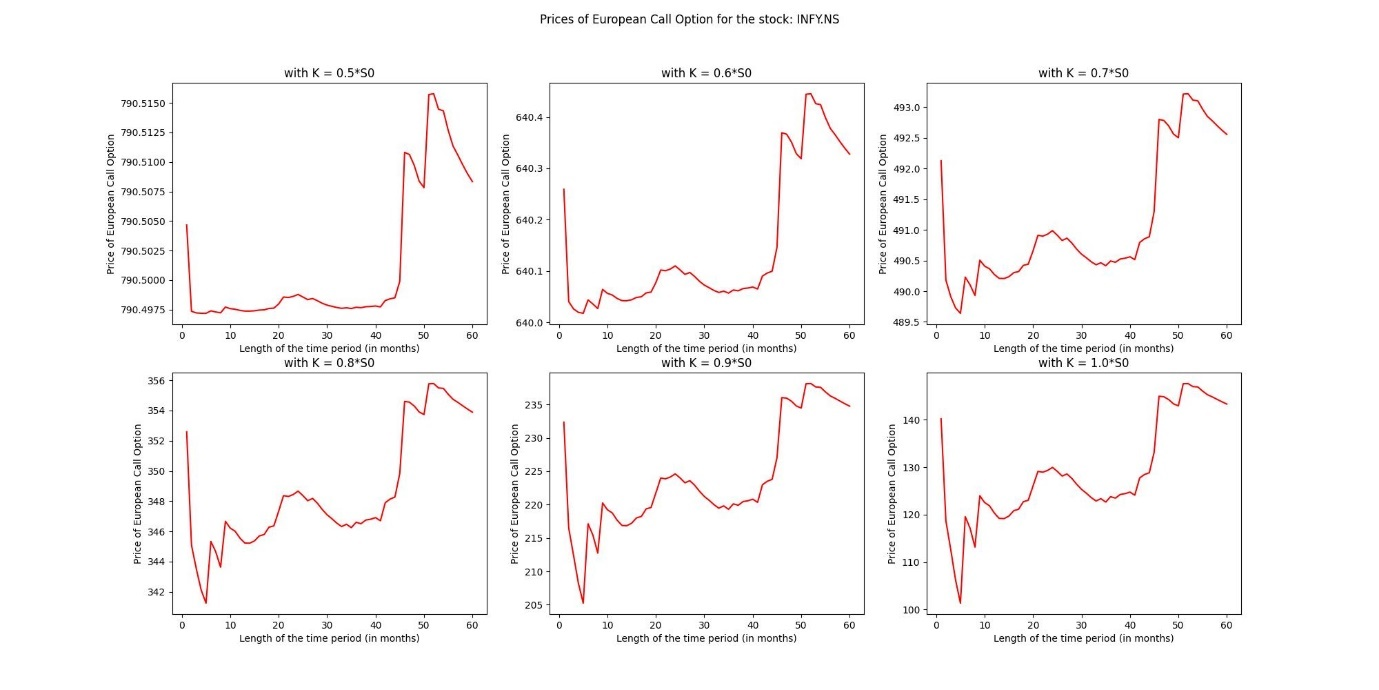 Prices of European Call Option for the stock: INFY.NS
with K = 0.5*S0
Price of European Call Option
790.5150
790.5125
790.5100
790.5075
790.5050
790.5025
790.5000
790.4975
0 10 20 30 40 50 60
Length of the time period (in months)
with K = 0.6*S0
Price of European Call Option
640.4
640.3
640.2
640.1
640.0
0 10 20 30 40 50 60
Length of the time period (in months)
with K = 0.7*S0
Price of European Call Option
493.0
492.5
492.0
491.5
491.0
490.5
490.0
489.5
0 10 20 30 40 50 60
Length of the time period (in months)
with K = 0.8*S0
Price of European Call Option
356
354
352
350
348
346
344
342
0 10 20 30 40 50 60
Length of the time period (in months)
with K = 0.9*S0
Price of European Call Option
235
230
225
220
215
210
205
0 10 20 30 40 50 60
Length of the time period (in months)
with K = 1.0*S0
Price of European Call Option
140
130
120
110
100
0 10 20 30 40 50 60
Length of the time period (in months)